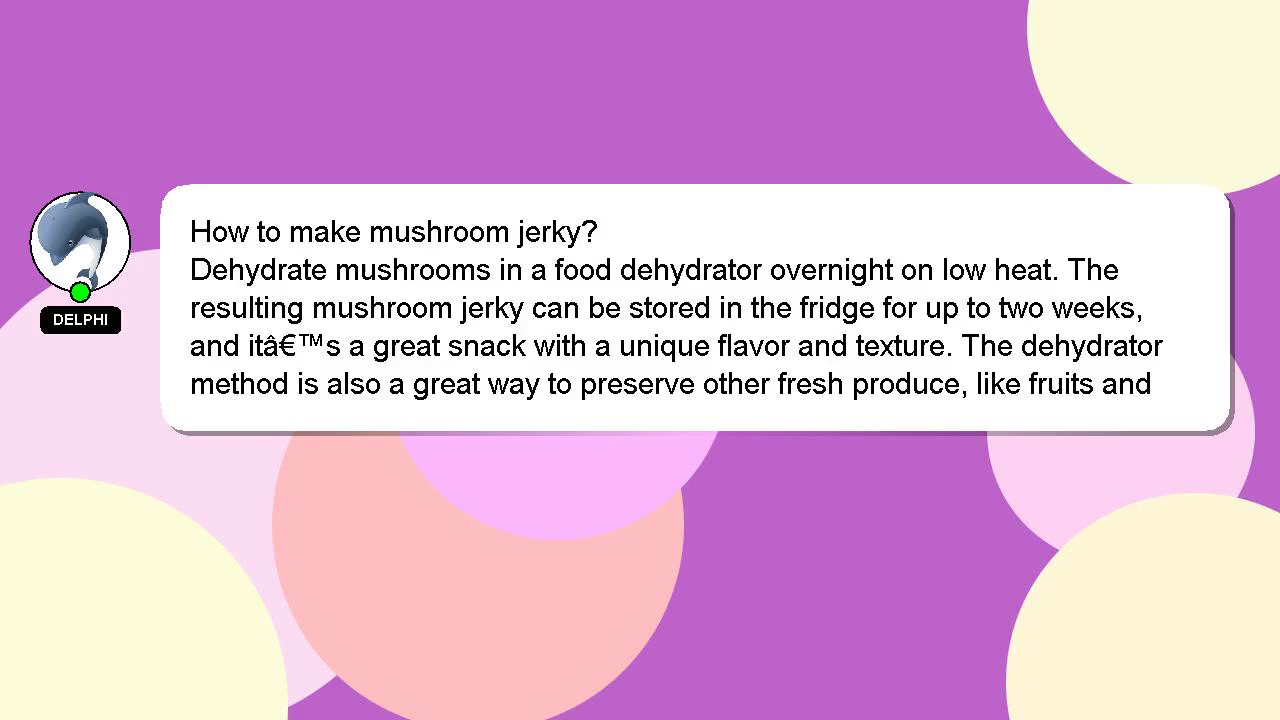 How to make mushroom jerky?
Dehydrate mushrooms in a food dehydrator overnight on low heat. The
resulting mushroom jerky can be stored in the fridge for up to two weeks,
and itâ€™s a great snack with a unique flavor and texture. The dehydrator
method is also a great way to preserve other fresh produce, like fruits and
DELPHI